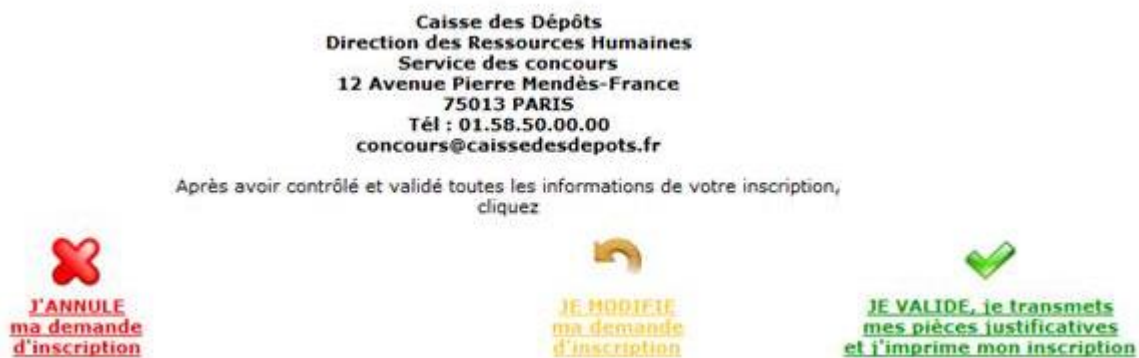 Caisse des Dépôts
Direction des Ressources Humaines
Service des concours
12 Avenue Pierre Mendès-France
75013 PARIS
Tél : 01.58.50.00.00
concours@caissedesdepots.fr
Après avoir contrôlé et validé toutes les informations de votre inscription,
cliquez
J'ANNULE
ma demande
d'inscription
JE MODIFIE
ma demande
d'inscription
JE VALIDE, je transmets
mes pièces justificatives
et j'imprime mon inscription